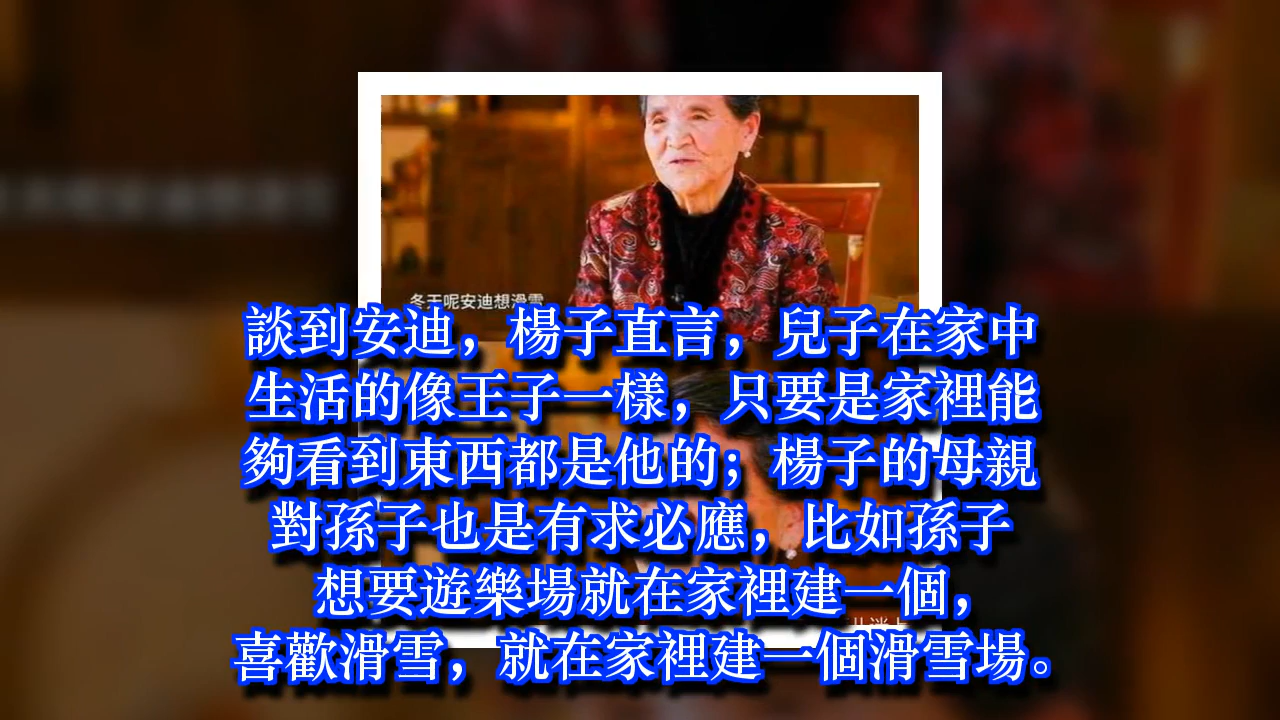 冬天呢安迪想滑雪
談到安迪，楊子直言，兒子在家中
生活的像王子一樣，只要是家裡能
夠看到東西都是他的；楊子的母親
對孫子也是有求必應，比如孫子
想要遊樂場就在家裡建一個，
喜歡滑雪，就在家裡建一個滑雪場。